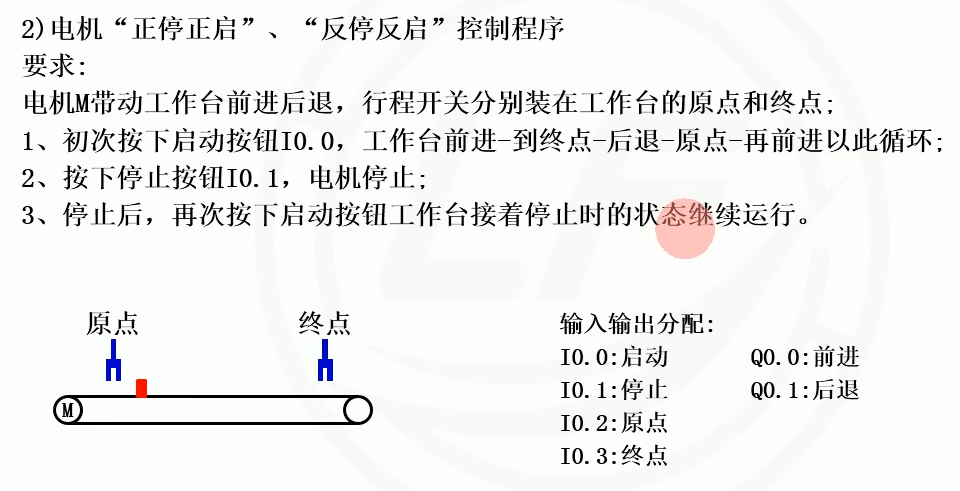 2)电机“正停正启”、“反停反启”控制程序
要求:
电机M带动工作台前进后退，行程开关分别装在工作台的原点和终点;
1、初次按下启动按钮I0.0，工作台前进-到终点-后退-原点-再前进以此循环;
2、按下停止按钮I0.1，电机停止;
3、停止后，再次按下启动按钮工作台接着停止时的状态继续运行。
原点 终点
M
输入输出分配:
I0.0:启动 Q0.0:前进
I0.1:停止 Q0.1:后退
I0.2:原点
I0.3:终点